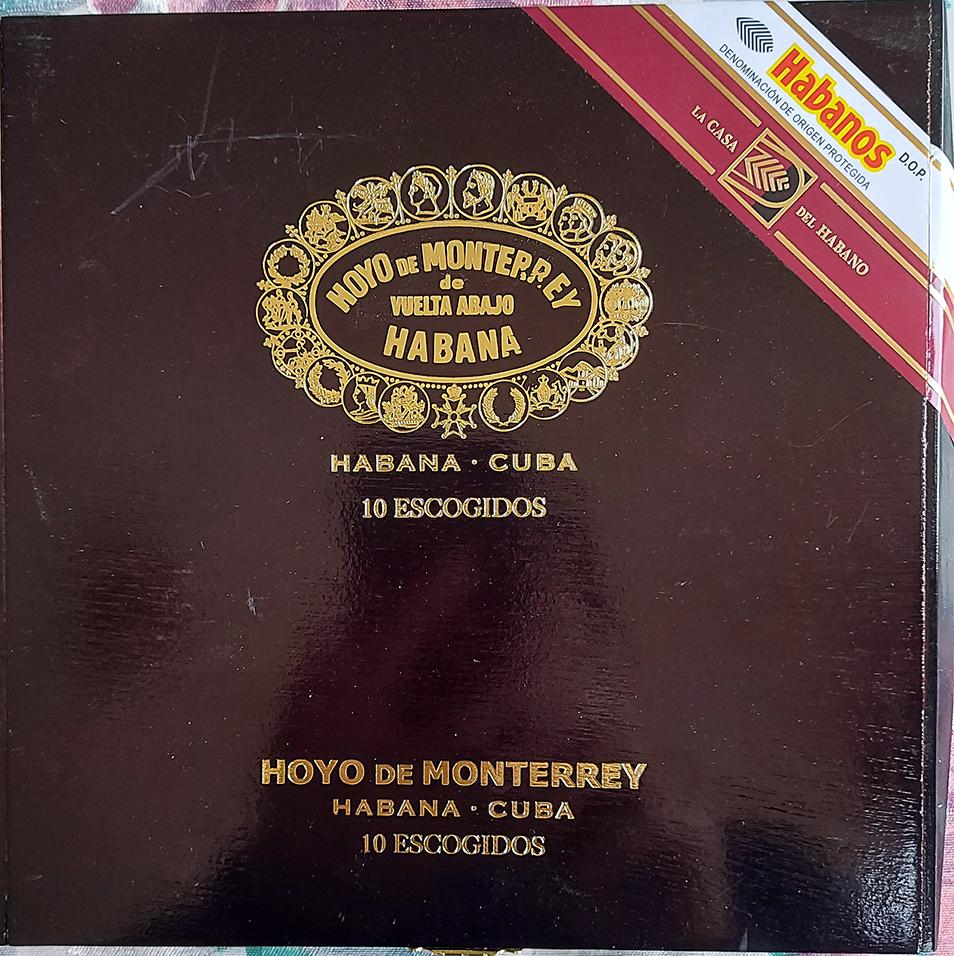 Habanos
DENOMINACIÓN DE ORIGEN PROTEGIDA
D.O.P.
LA CASA
DEL HABANO
HOYO DE MONTERREY
de
VUELTA ABAJO
HABANA
HABANA · CUBA
10 ESCOGIDOS
HOYO DE MONTERREY
HABANA · CUBA
10 ESCOGIDOS